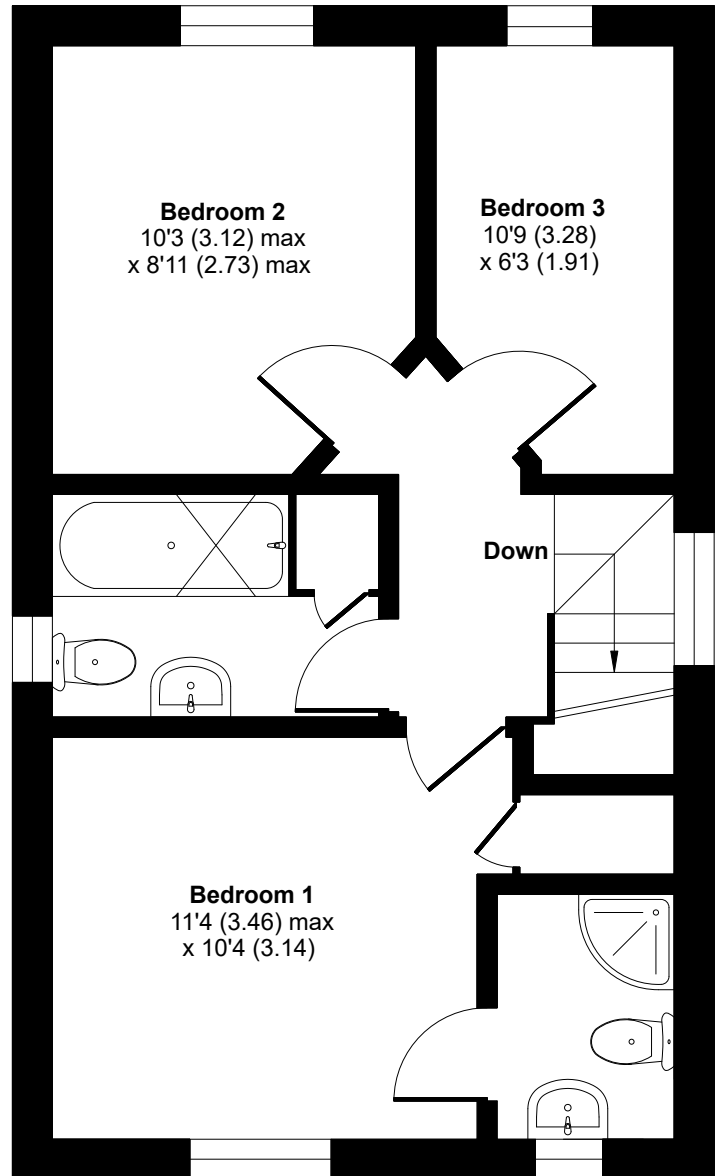 Bedroom 2
10'3 (3.12) max
x 8'11 (2.73) max
Bedroom 3
10'9 (3.28)
x 6'3 (1.91)
Down
Bedroom 1
11'4 (3.46) max
x 10'4 (3.14)